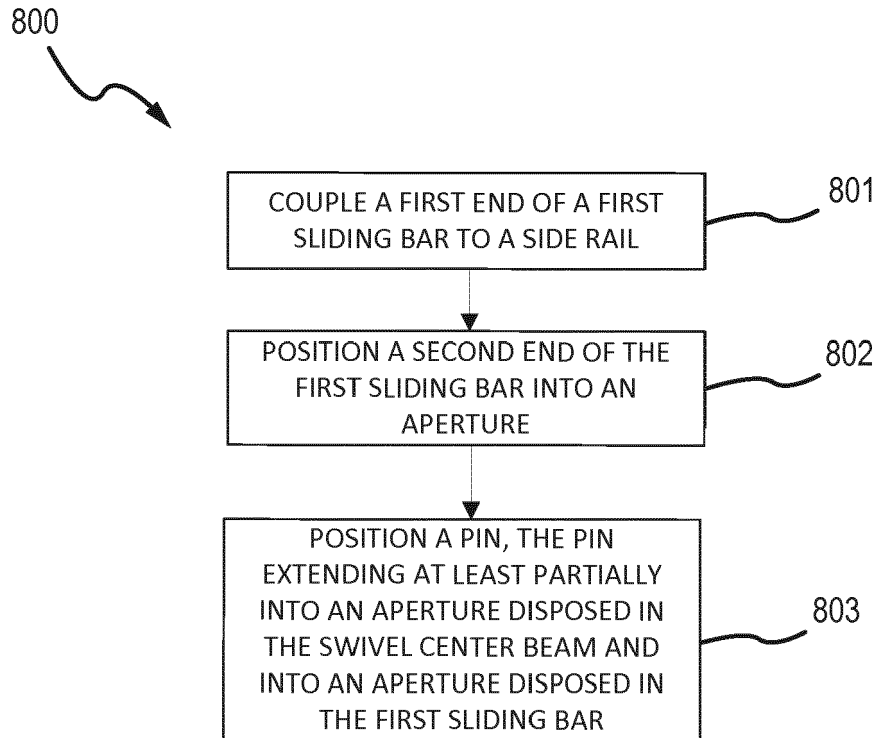 800
COUPLE A FIRST END OF A FIRST
SLIDING BAR TO A SIDE RAIL
801
POSITION A SECOND END OF THE
FIRST SLIDING BAR INTO AN
APERTURE
802
POSITION A PIN, THE PIN
EXTENDING AT LEAST PARTIALLY
INTO AN APERTURE DISPOSED IN
THE SWIVEL CENTER BEAM AND
INTO AN APERTURE DISPOSED IN
THE FIRST SLIDING BAR
803